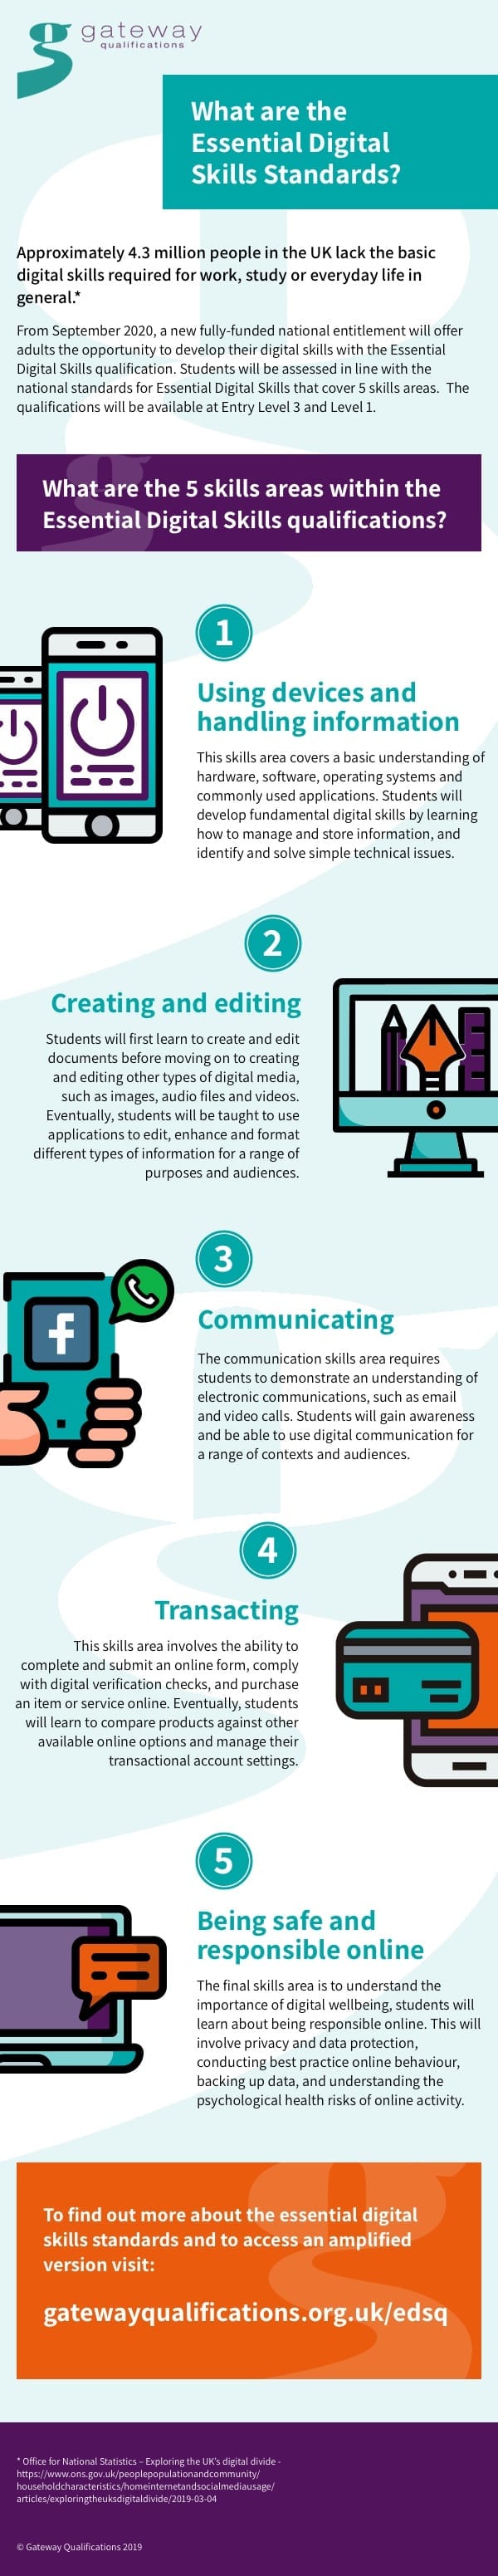 gateway
qualifications
What are the
Essential Digital
Skills Standards?
Approximately 4.3 million people in the UK lack the basic
digital skills required for work, study or everyday life in
general.*
From September 2020, a new fully-funded national entitlement will offer
adults the opportunity to develop their digital skills with the Essential
Digital Skills qualification. Students will be assessed in line with the
national standards for Essential Digital Skills that cover 5 skills areas. The
qualifications will be available at Entry Level 3 and Level 1.
What are the 5 skills areas within the
Essential Digital Skills qualifications?
1
Using devices and
handling information
This skills area covers a basic understanding of
hardware, software, operating systems and
commonly used applications. Students will
develop fundamental digital skills by learning
how to manage and store information, and
identify and solve simple technical issues.
2
Creating and editing
Students will first learn to create and edit
documents before moving on to creating
and editing other types of digital media,
such as images, audio files and videos.
Eventually, students will be taught to use
applications to edit, enhance and format
different types of information for a range of
purposes and audiences.
3
f
Communicating
The communication skills area requires
students to demonstrate an understanding of
electronic communications, such as email
and video calls. Students will gain awareness
and be able to use digital communication for
a range of contexts and audiences.
4
Transacting
This skills area involves the ability to
complete and submit an online form, comply
with digital verification checks, and purchase
an item or service online. Eventually, students
will learn to compare products against other
available online options and manage their
transactional account settings.
5
Being safe and
responsible online
The final skills area is to understand the
importance of digital wellbeing, students will
learn about being responsible online. This will
involve privacy and data protection,
conducting best practice online behaviour,
backing up data, and understanding the
psychological health risks of online activity.
To find out more about the essential digital
skills standards and to access an amplified
version visit:
gatewayqualifications.org.uk/edsq
* Office for National Statistics – Exploring the UK's digital divide -
https://www.ons.gov.uk/peoplepopulationandcommunity/
householdcharacteristics/homeinternetandsocialmediausage/
articles/exploringtheuksdigitaldivide/2019-03-04
© Gateway Qualifications 2019